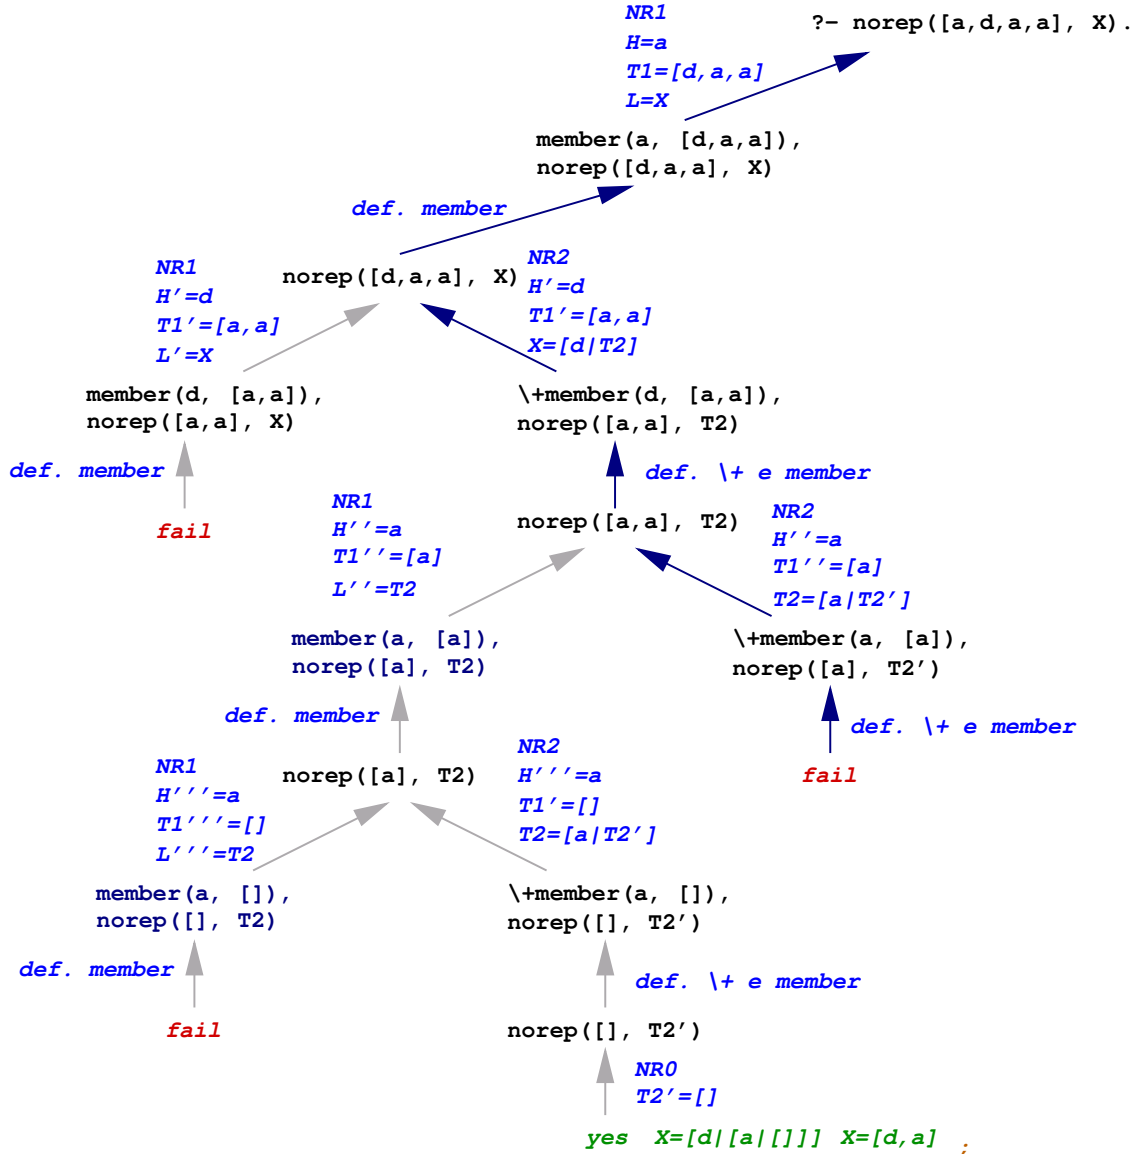 ?- norep([a,d,a,a], X).
NR1
H=a
T1=[d,a,a]
L=X
member(a, [d,a,a]),
norep([d,a,a], X)
def. member
norep([d,a,a], X)
NR1
H'=d
T1'=[a,a]
L'=X
NR2
H'=d
T1'=[a,a]
X=[d|T2]
member(d, [a,a]),
norep([a,a], X)
\+member(d, [a,a]),
norep([a,a], T2)
def. member
fail
def. \+ e member
norep([a,a], T2)
NR1
H''=a
T1''=[a]
L''=T2
NR2
H''=a
T1''=[a]
T2=[a|T2']
member(a, [a]),
norep([a], T2)
\+member(a, [a]),
norep([a], T2')
def. member
def. \+ e member
fail
norep([a], T2)
NR1
H'''=a
T1'''=[]
L'''=T2
NR2
H'''=a
T1'=[]
T2=[a|T2']
member(a, []),
norep([], T2)
\+member(a, []),
norep([], T2')
def. member
fail
def. \+ e member
norep([], T2')
NR0
T2'=[]
yes X=[d|[a|[]]] X=[d,a] ;